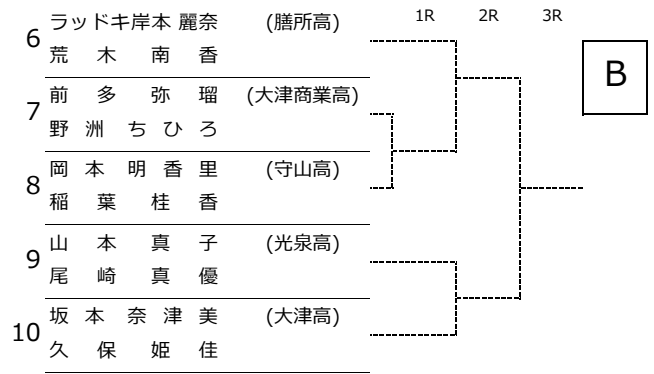 1R 2R 3R
6 ラッドキ岸本 麗奈 (膳所高)
荒木南香
B
7 前多弥瑠 (大津商業高)
野洲ちひろ
8 岡本明香里 (守山高)
稲葉桂香
9 山本真子 (光泉高)
尾崎真優
10 坂本奈津美 (大津高)
久保姫佳